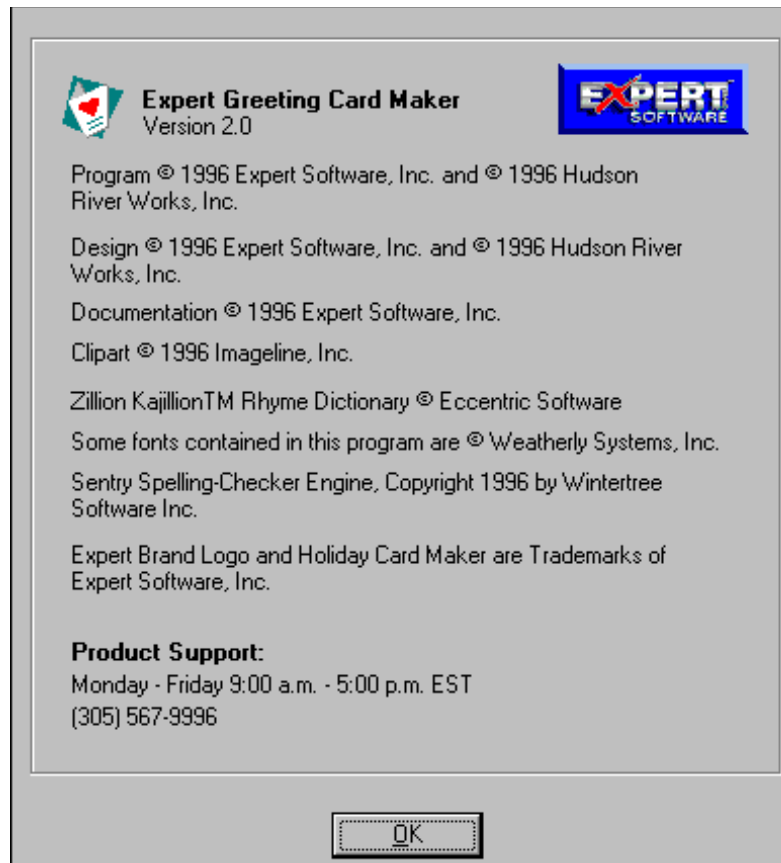 Expert Greeting Card Maker
Version 2.0
EXPERT
SOFTWARE
Program © 1996 Expert Software, Inc. and © 1996 Hudson
River Works, Inc.
Design © 1996 Expert Software, Inc. and © 1996 Hudson River
Works, Inc.
Documentation © 1996 Expert Software, Inc.
Clipart © 1996 Imageline, Inc.
Zillion KajillionTM Rhyme Dictionary © Eccentric Software
Some fonts contained in this program are © Weatherly Systems, Inc.
Sentry Spelling-Checker Engine, Copyright 1996 by Wintertree
Software Inc.
Expert Brand Logo and Holiday Card Maker are Trademarks of
Expert Software, Inc.
Product Support:
Monday - Friday 9:00 a.m. - 5:00 p.m. EST
(305) 567-9996
OK